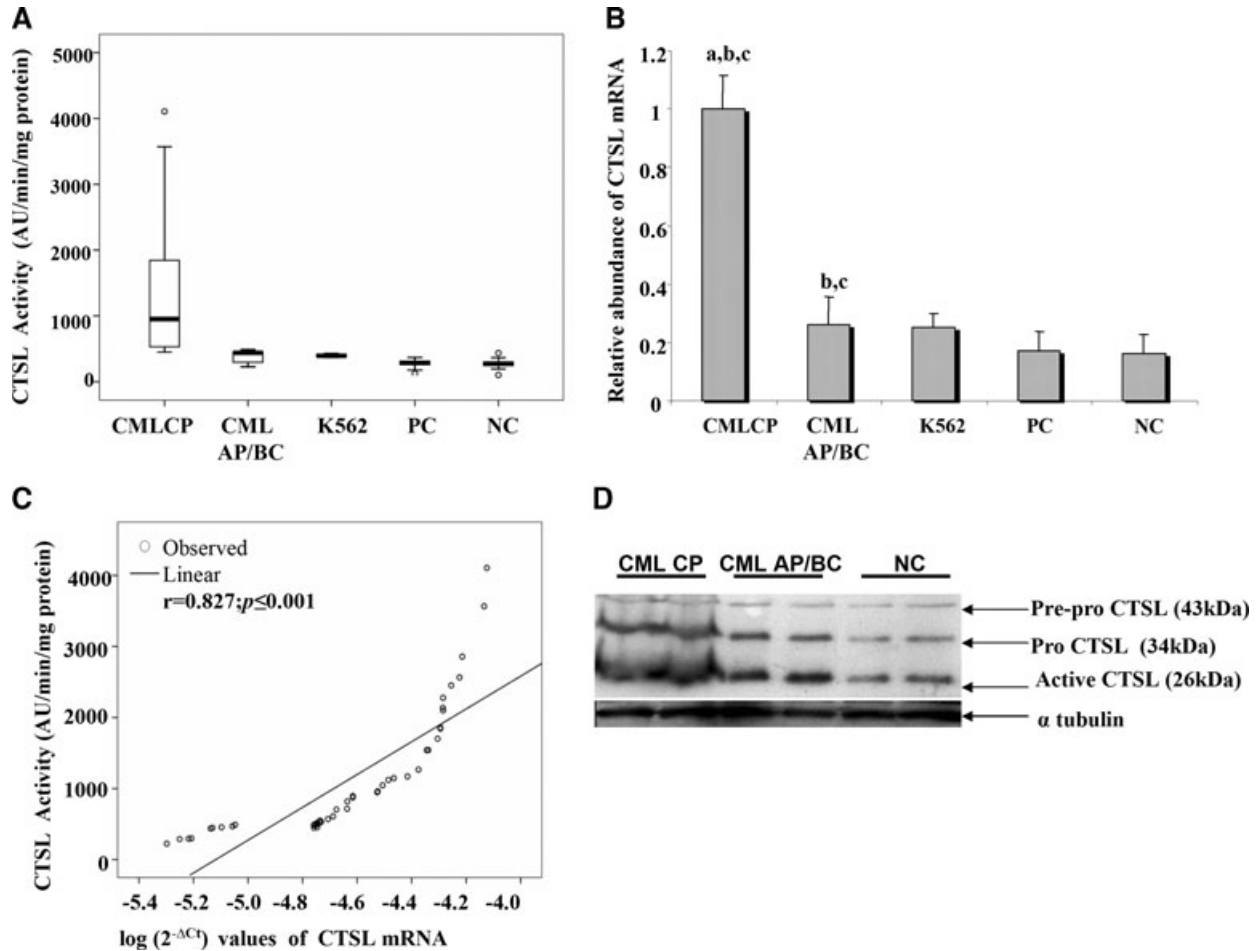 A
CTSL Activity (AU/min/mg protein)
5000
4000
3000
2000
1000
0
CMLCP
CML
AP/BC
K562
PC
NC
B
Relative abundance of CTSL mRNA
1.2
1
0.8
0.6
0.4
0.2
0
a,b,c
b,c
CMLCP
CML
AP/BC
K562
PC
NC
C
CTSL Activity (AU/min/mg protein)
Observed
Linear
r=0.827;p≤0.001
4000
3000
2000
1000
0
-5.4
-5.2
-5.0
-4.8
-4.6
-4.4
-4.2
-4.0
log (2-ΔCt) values of CTSL mRNA
D
CML CP
CML AP/BC
NC
Pre-pro CTSL (43kDa)
Pro CTSL (34kDa)
Active CTSL (26kDa)
α tubulin